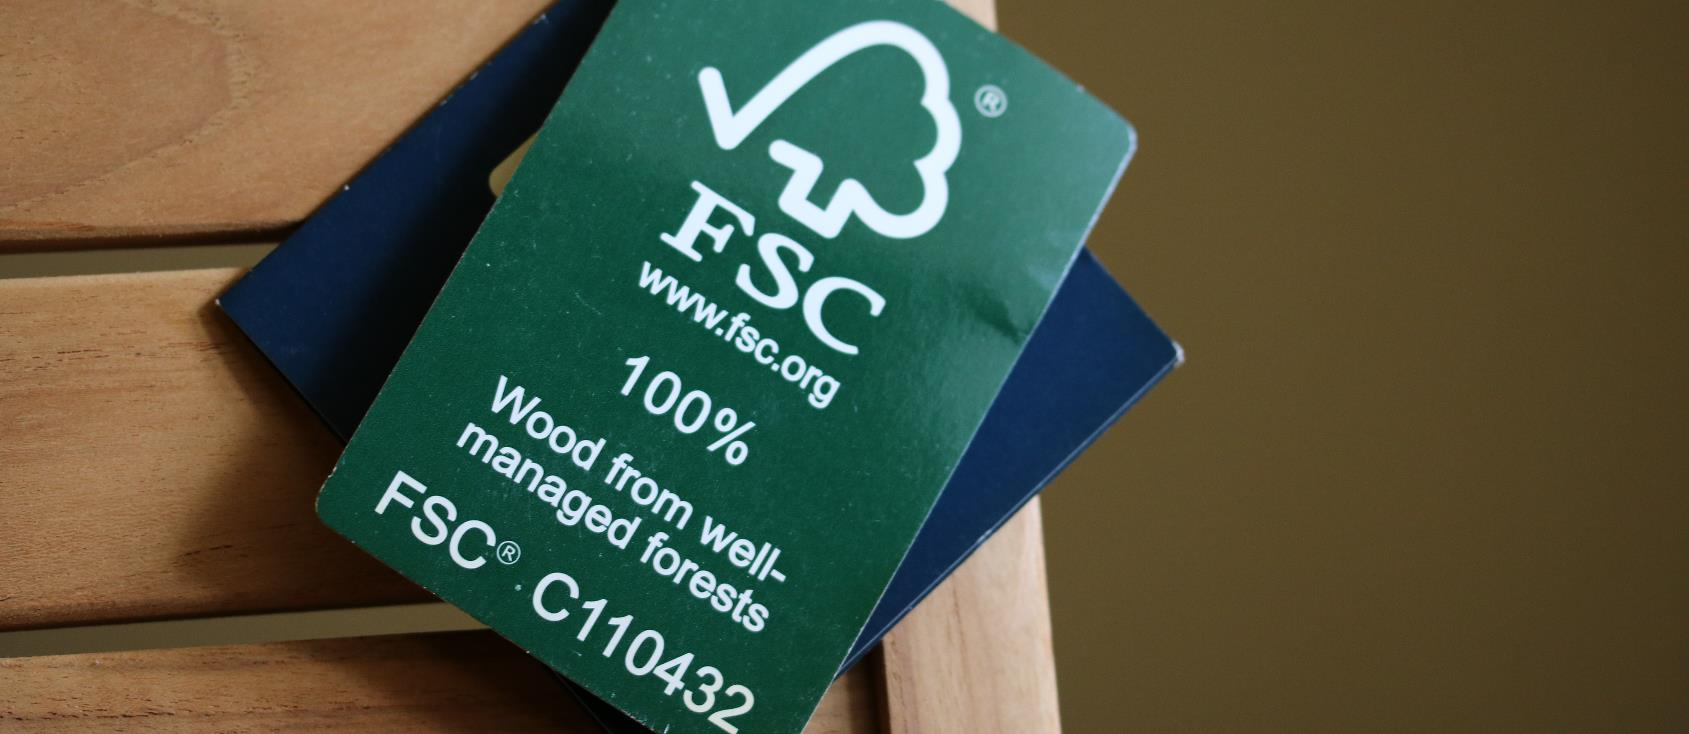 ®
FSC
www.fsc.org
100%
Wood from well-
managed forests
FSC® C110432